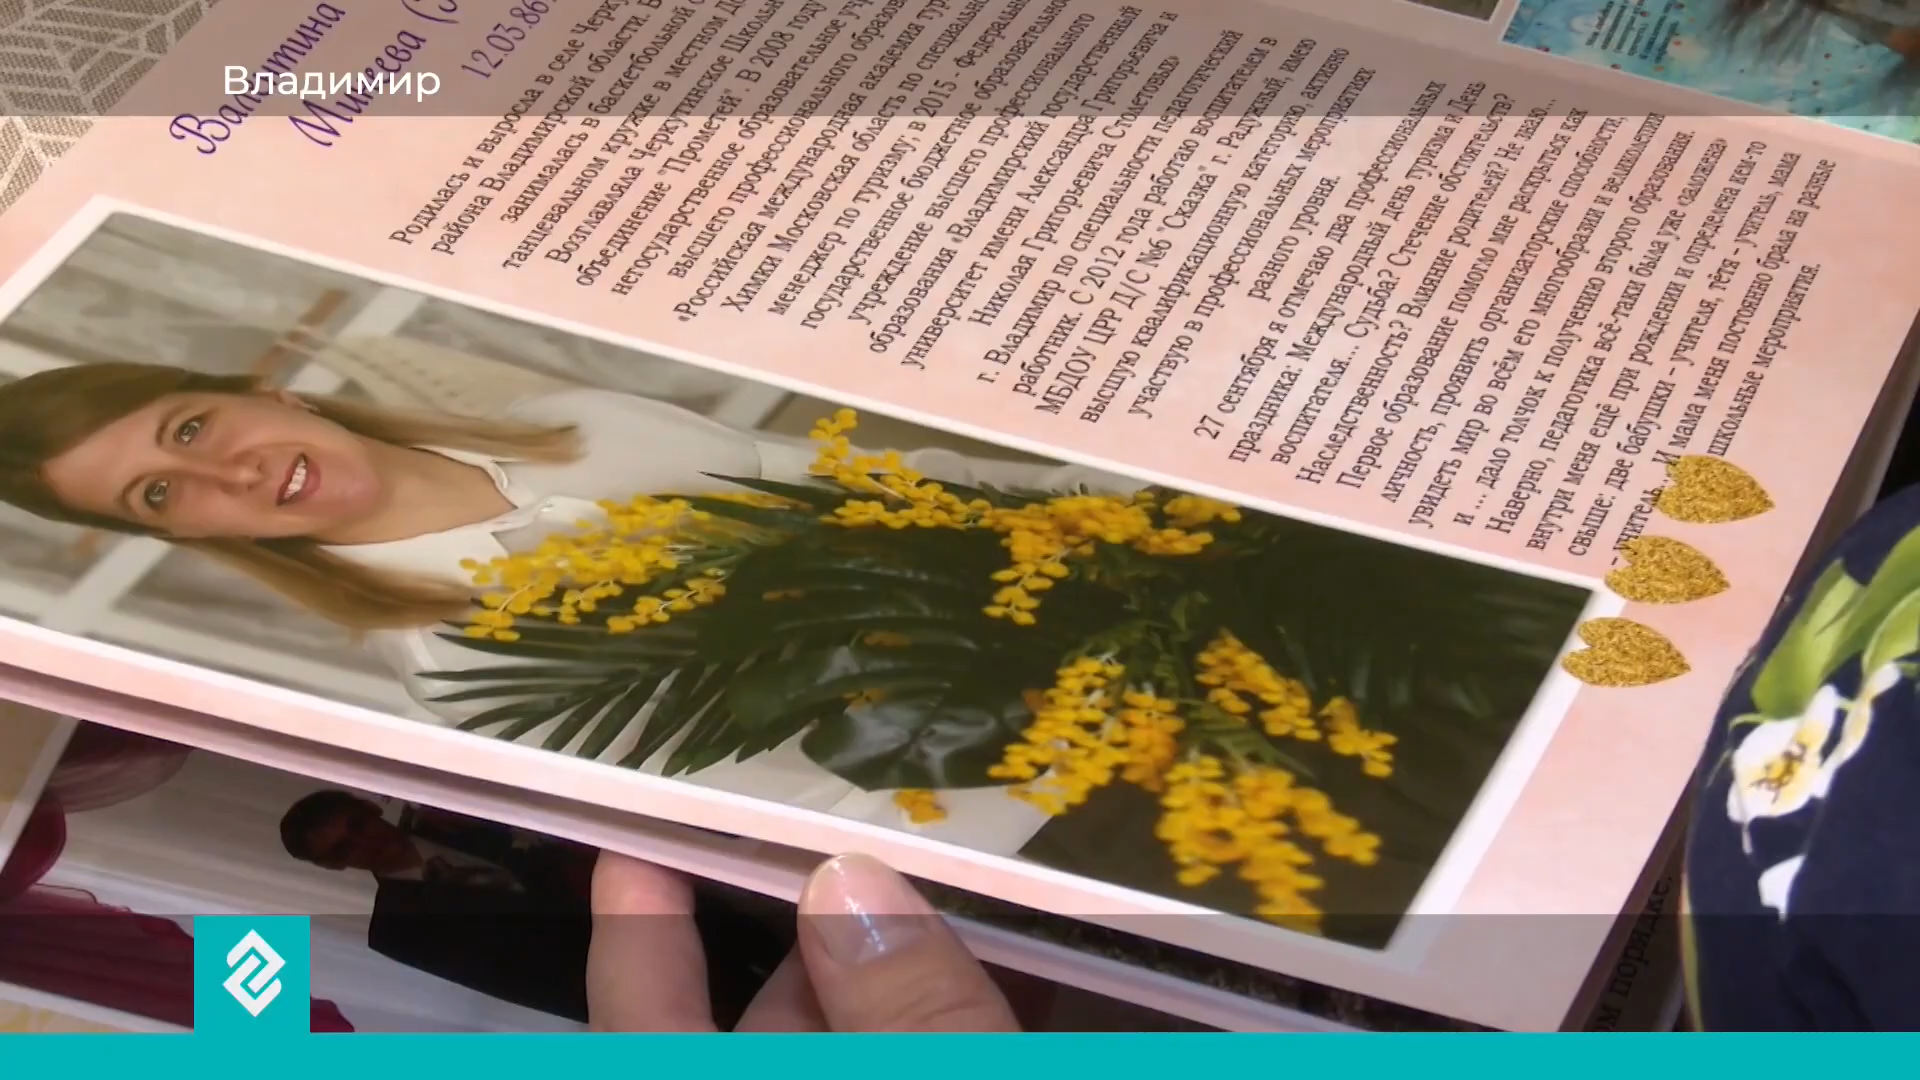 Владимир
Валентина
Михеева
12.03.86
Родилась и выросла в селе
района Владимирской области.
занималась в баскетбольной
танцевальном кружке в местном
Возглавляла Черкутинское Школьн
объединение "Прометей". В 2008 году
негосударственное образовательное учр
высшего профессионального образов
«Российская международная академия тур
Химки Московская область по специально
менеджер по туризму; в 2015 - Федеральн
государственное бюджетное образовательно
учреждение высшего профессионального
образования «Владимирский государственный
университет имени Александра Григорьевича и
Николая Григорьевича Столетовых»
г. Владимир по специальности педагогический
работник. С 2012 года работаю воспитателем в
МБДОУ ЦРР Д/С №6 "Сказка" г. Радужный, имею
высшую квалификационную категорию, активно
участвую в профессиональных мероприятиях
разного уровня.
27 сентября я отмечаю два профессиональных
праздника: Международный день туризма и День
воспитателя... Судьба? Стечение обстоятельств?
Наследственность? Влияние родителей? Не знаю...
Первое образование помогло мне раскрыться как
личность, проявить организаторские способности,
увидеть мир во всём его многообразии и великолепии
и ... дало толчок к получению второго образования.
Наверно, педагогика всё-таки была уже «заложена»
внутри меня ещё при рождении и определена кем-то
свыше: две бабушки - учителя, тётя - учитель, мама
- учитель... И мама меня постоянно брала на разные
школьные мероприятия.
порядке.